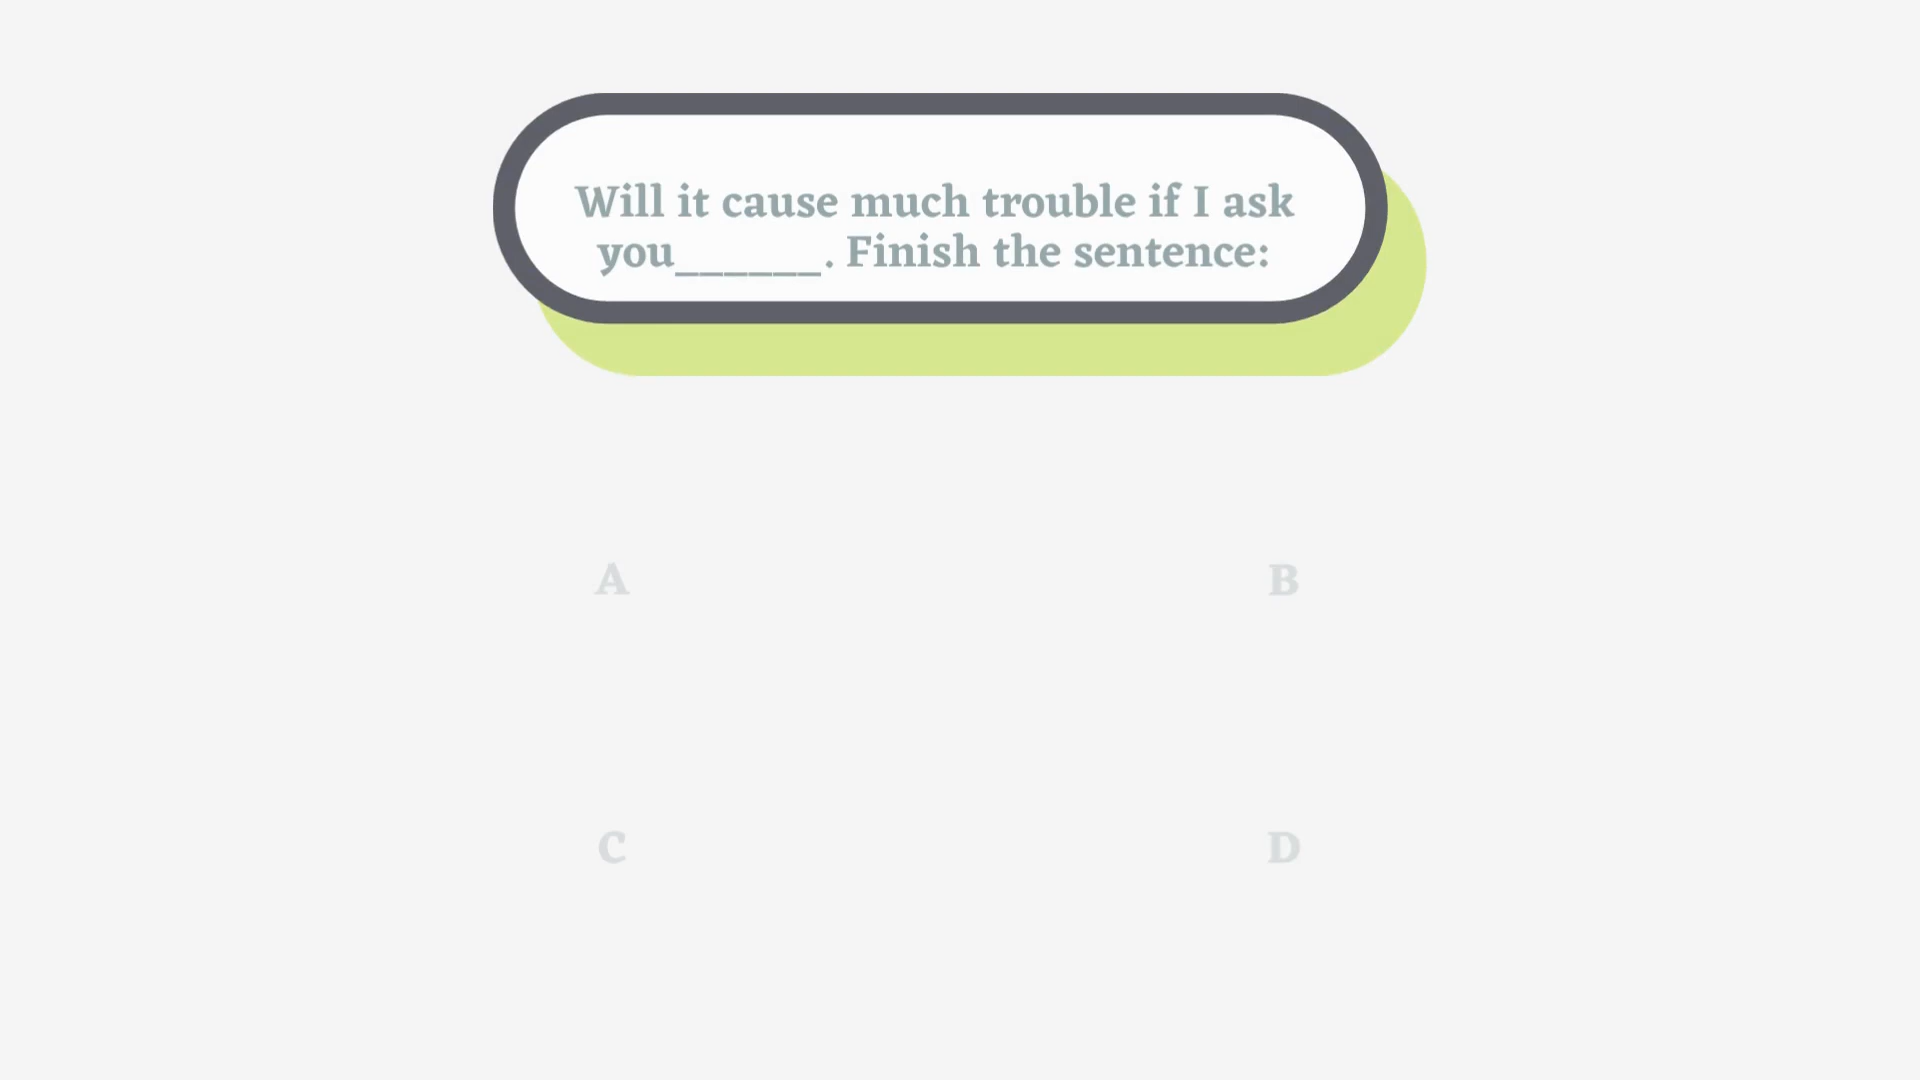 Will it cause much trouble if I ask
you______. Finish the sentence:
A
B
C
D